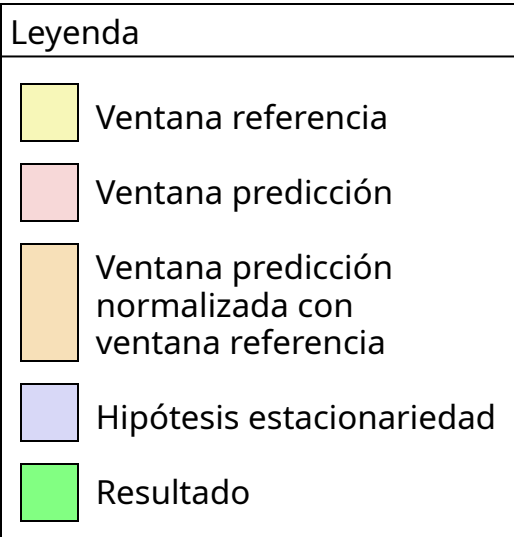 Leyenda
Ventana referencia
Ventana predicción
Ventana predicción
normalizada con
ventana referencia
Hipótesis estacionariedad
Resultado